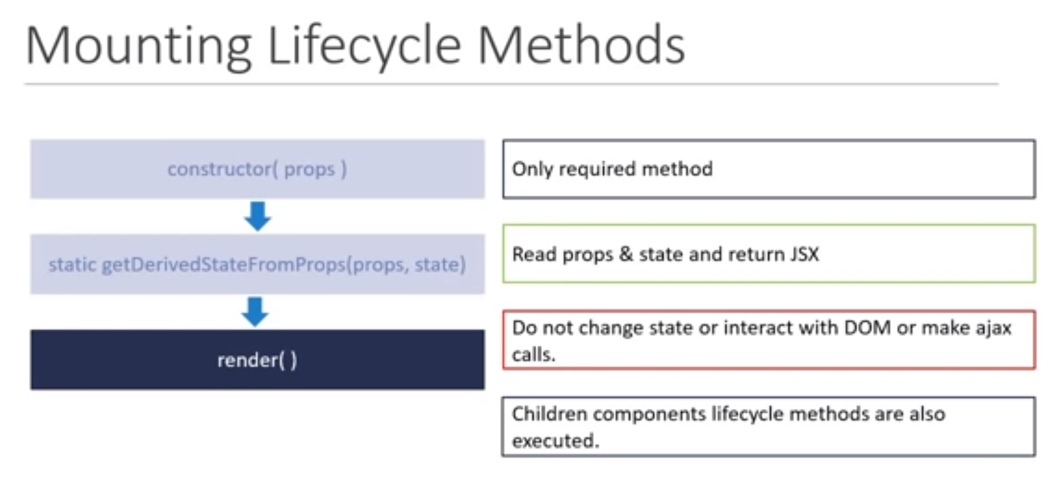 Mounting Lifecycle Methods
constructor( props )
static getDerivedStateFromProps(props, state)
render( )
Only required method
Read props & state and return JSX
Do not change state or interact with DOM or make ajax
calls.
Children components lifecycle methods are also
executed.